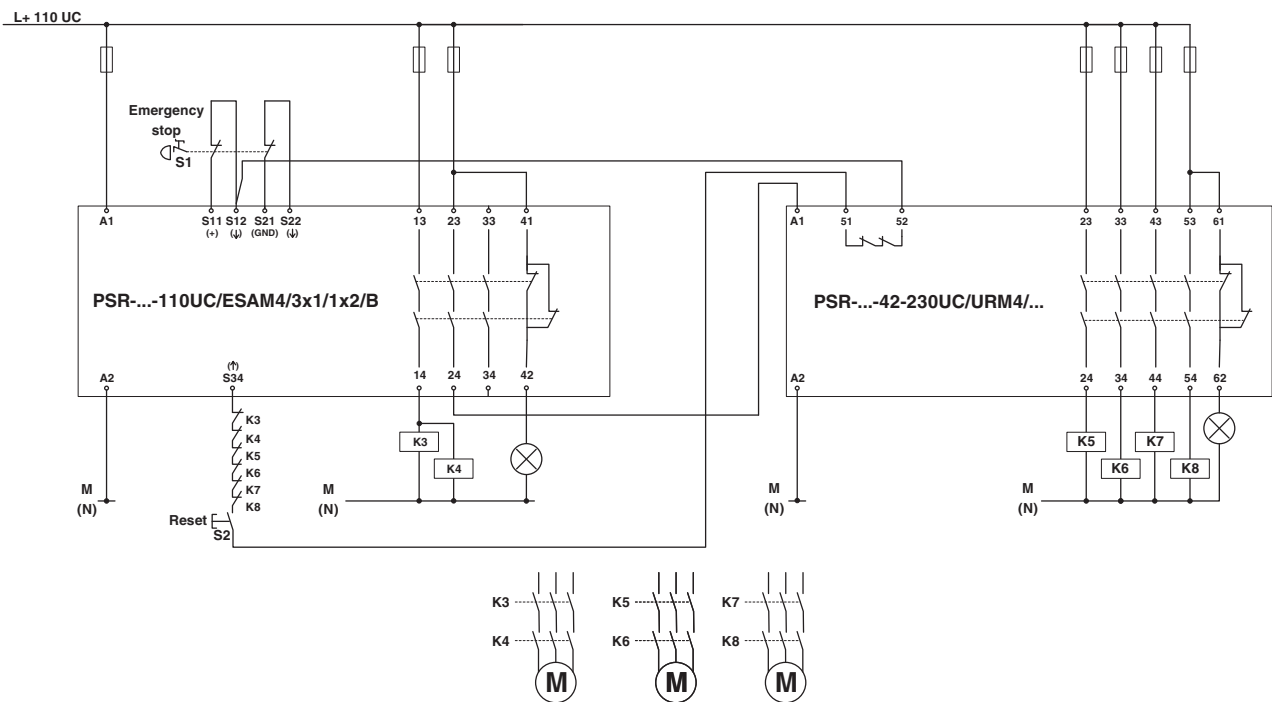 L+ 110 UC
Emergency
stop
S1
A1 S11 S12 S21 S22 13 23 33 41
(+) (↓) (GND) (↓)
PSR-...-110UC/ESAM4/3x1/1x2/B
(↑)
A2 S34 14 24 34 42
A1 51 52 23 33 43 53 61
PSR-...-42-230UC/URM4/...
A2 24 34 44 54 62
K3
K4
K5
K6
K7
K8
Reset
S2
M
(N)
K3
K4
M
(N)
M
(N)
K5
K6
K7
K8
M
(N)
K3 K5 K7
K4 K6 K8
M M M